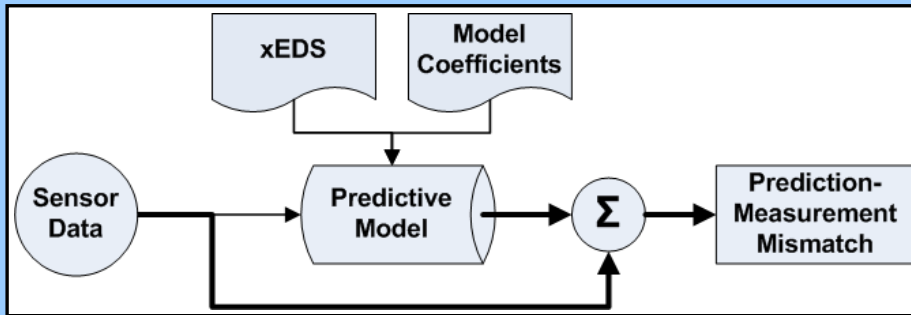 xEDS
Model
Coefficients
Sensor
Data
Predictive
Model
Σ
Prediction-
Measurement
Mismatch